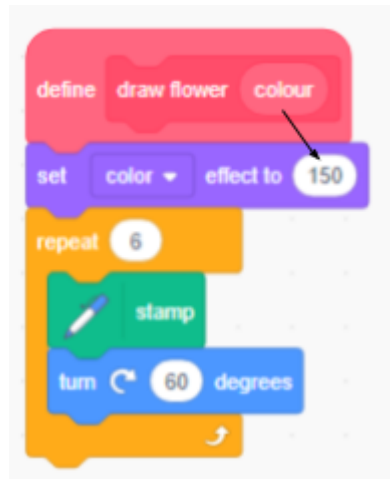 define draw flower colour
set color effect to 150
repeat 6
stamp
turn 60 degrees